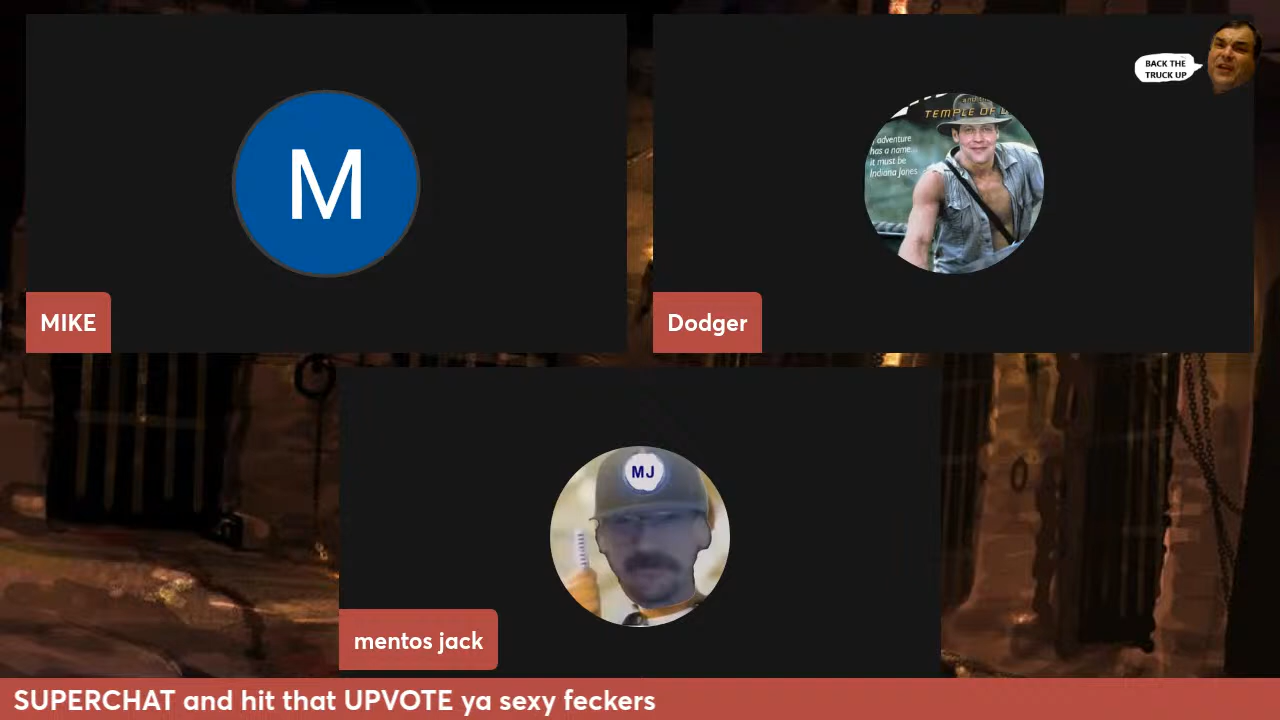 BACK THE
TRUCK UP
TEMPLE OF
adventure
has a name...
it must be
Indiana Jones
M
MIKE
Dodger
MJ
mentos jack
SUPERCHAT and hit that UPVOTE ya sexy feckers